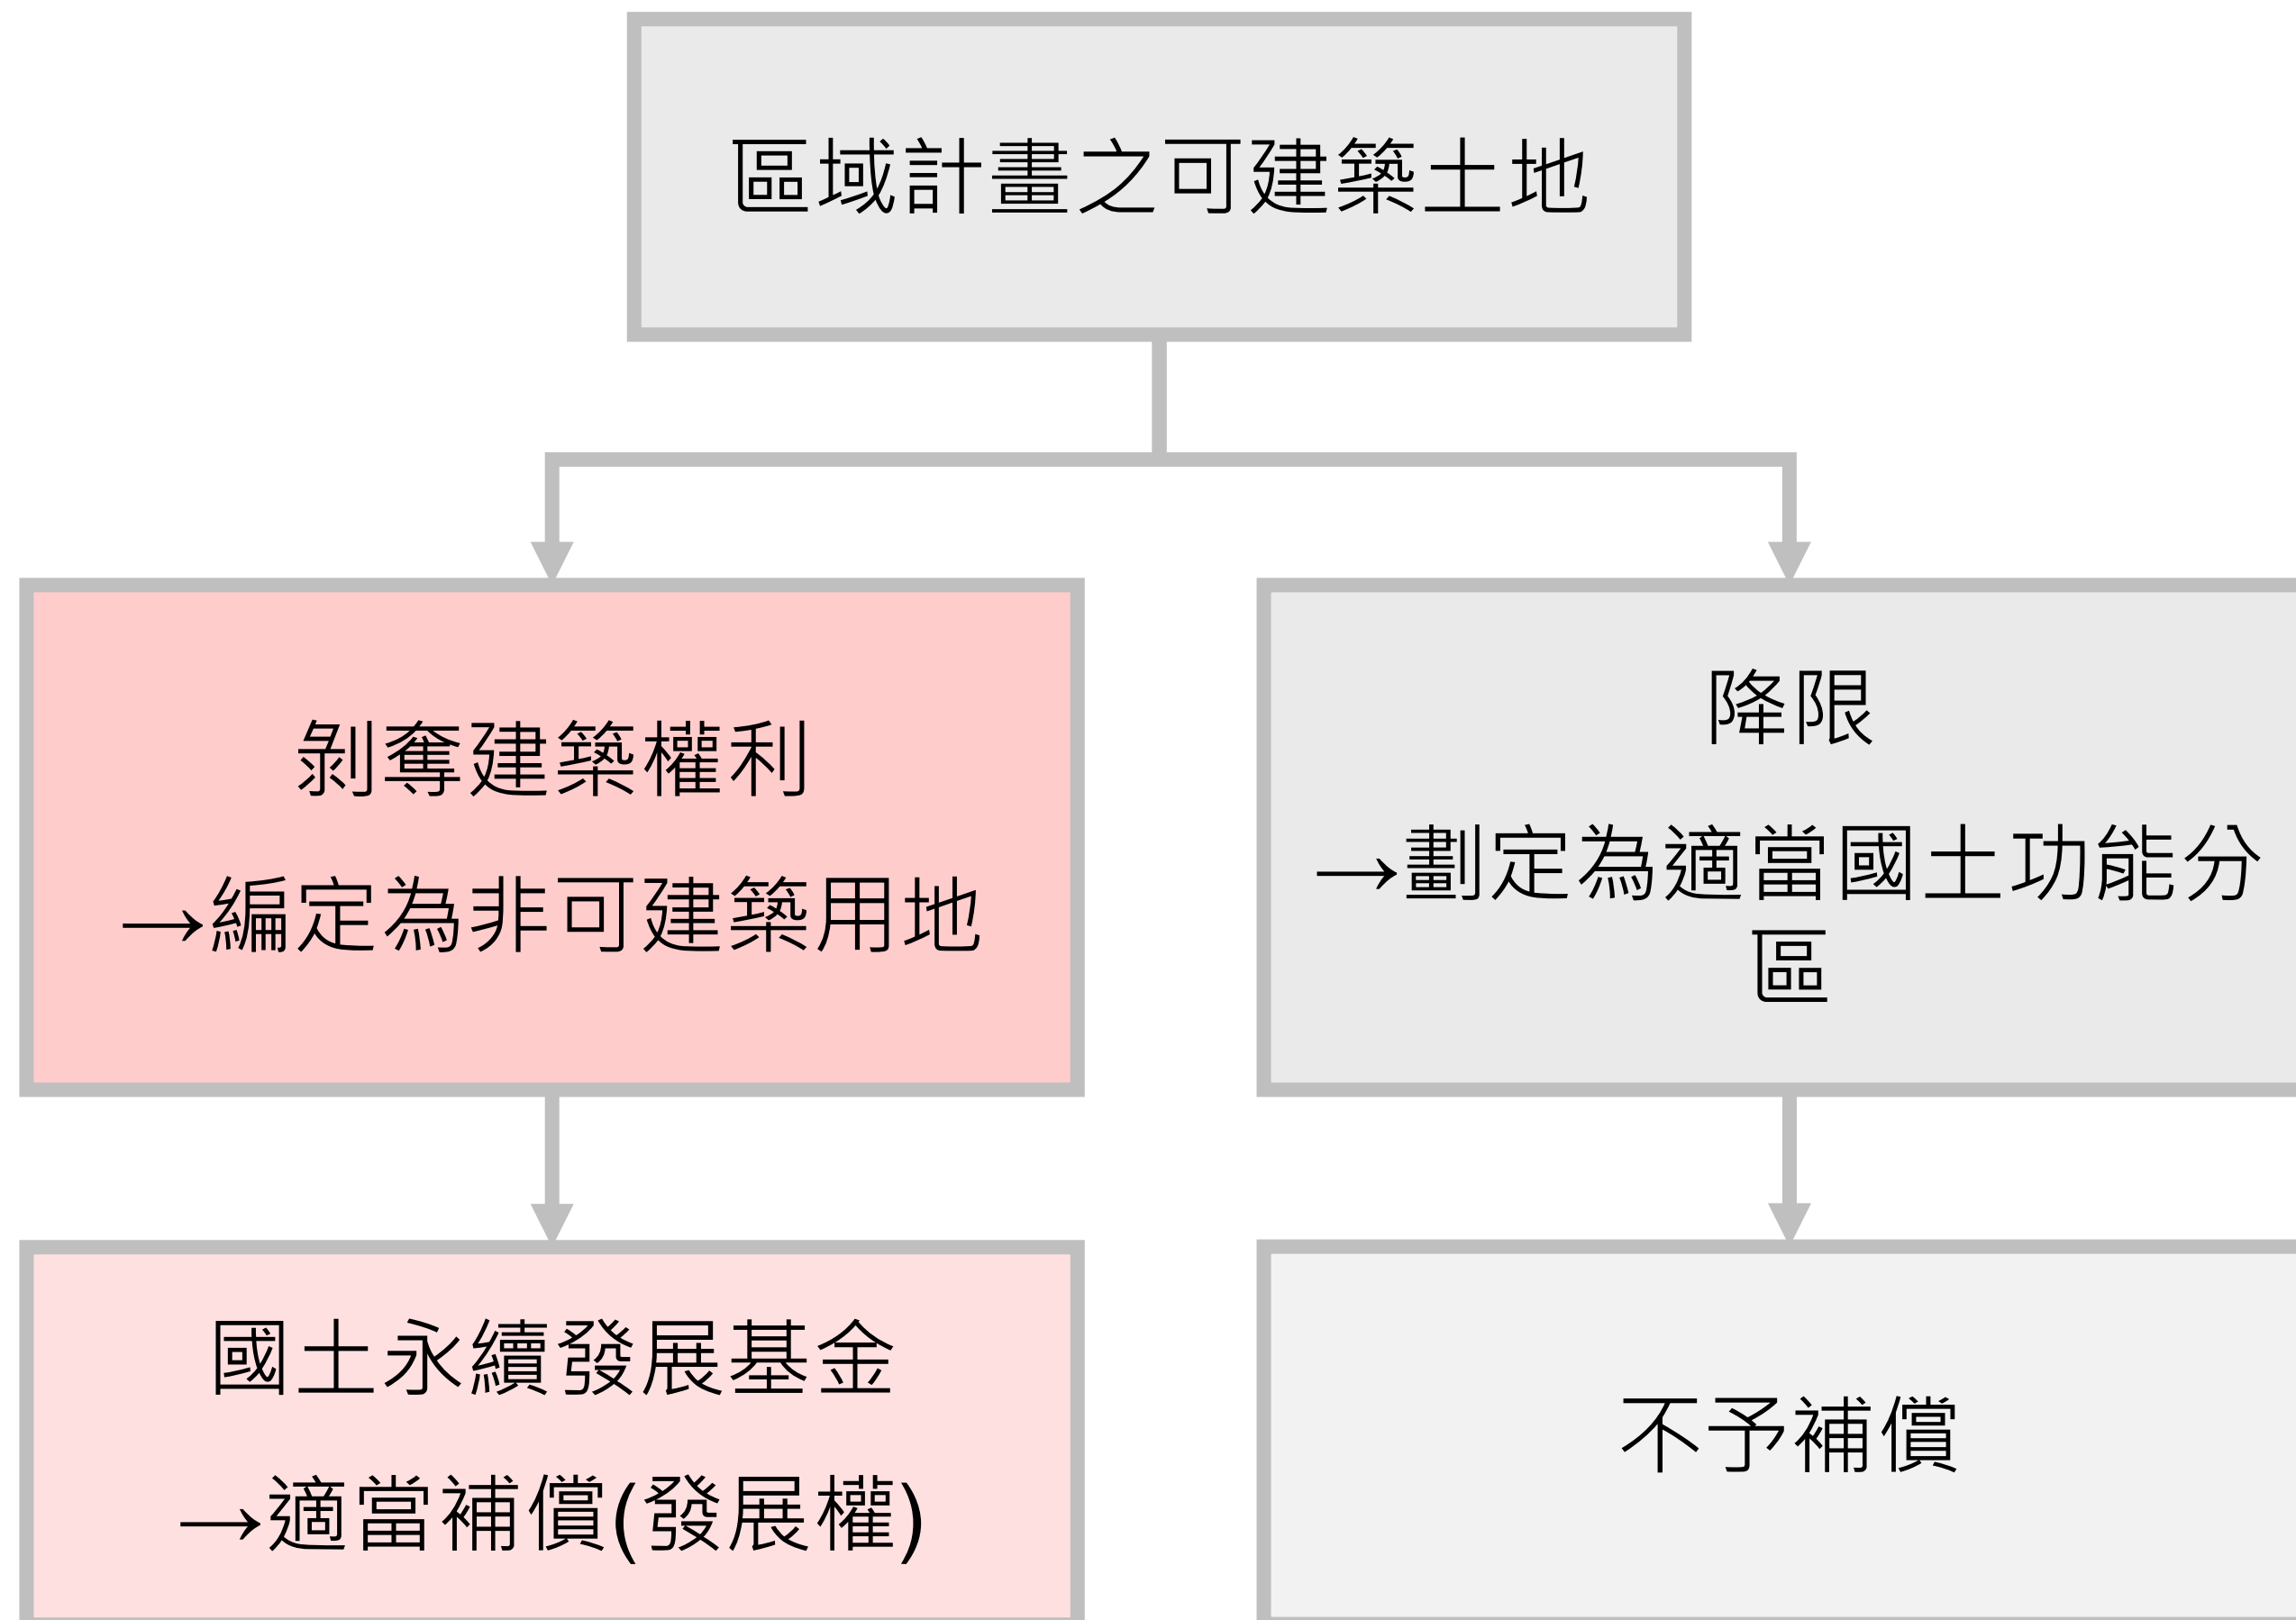 區域計畫之可建築土地
剝奪建築權利
→編定為非可建築用地
降限
→劃定為適當國土功能分
區
國土永續發展基金
→適當補償(發展權)
不予補償